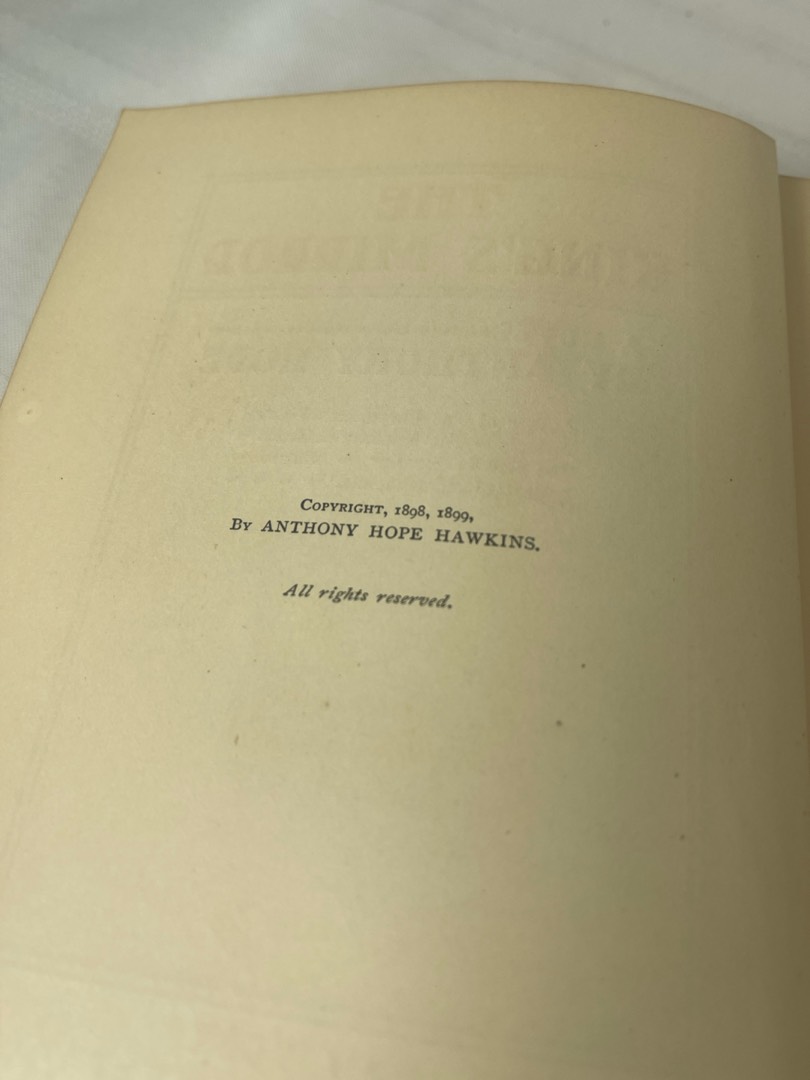 COPYRIGHT, 1898, 1899,
BY ANTHONY HOPE HAWKINS.
All rights reserved.